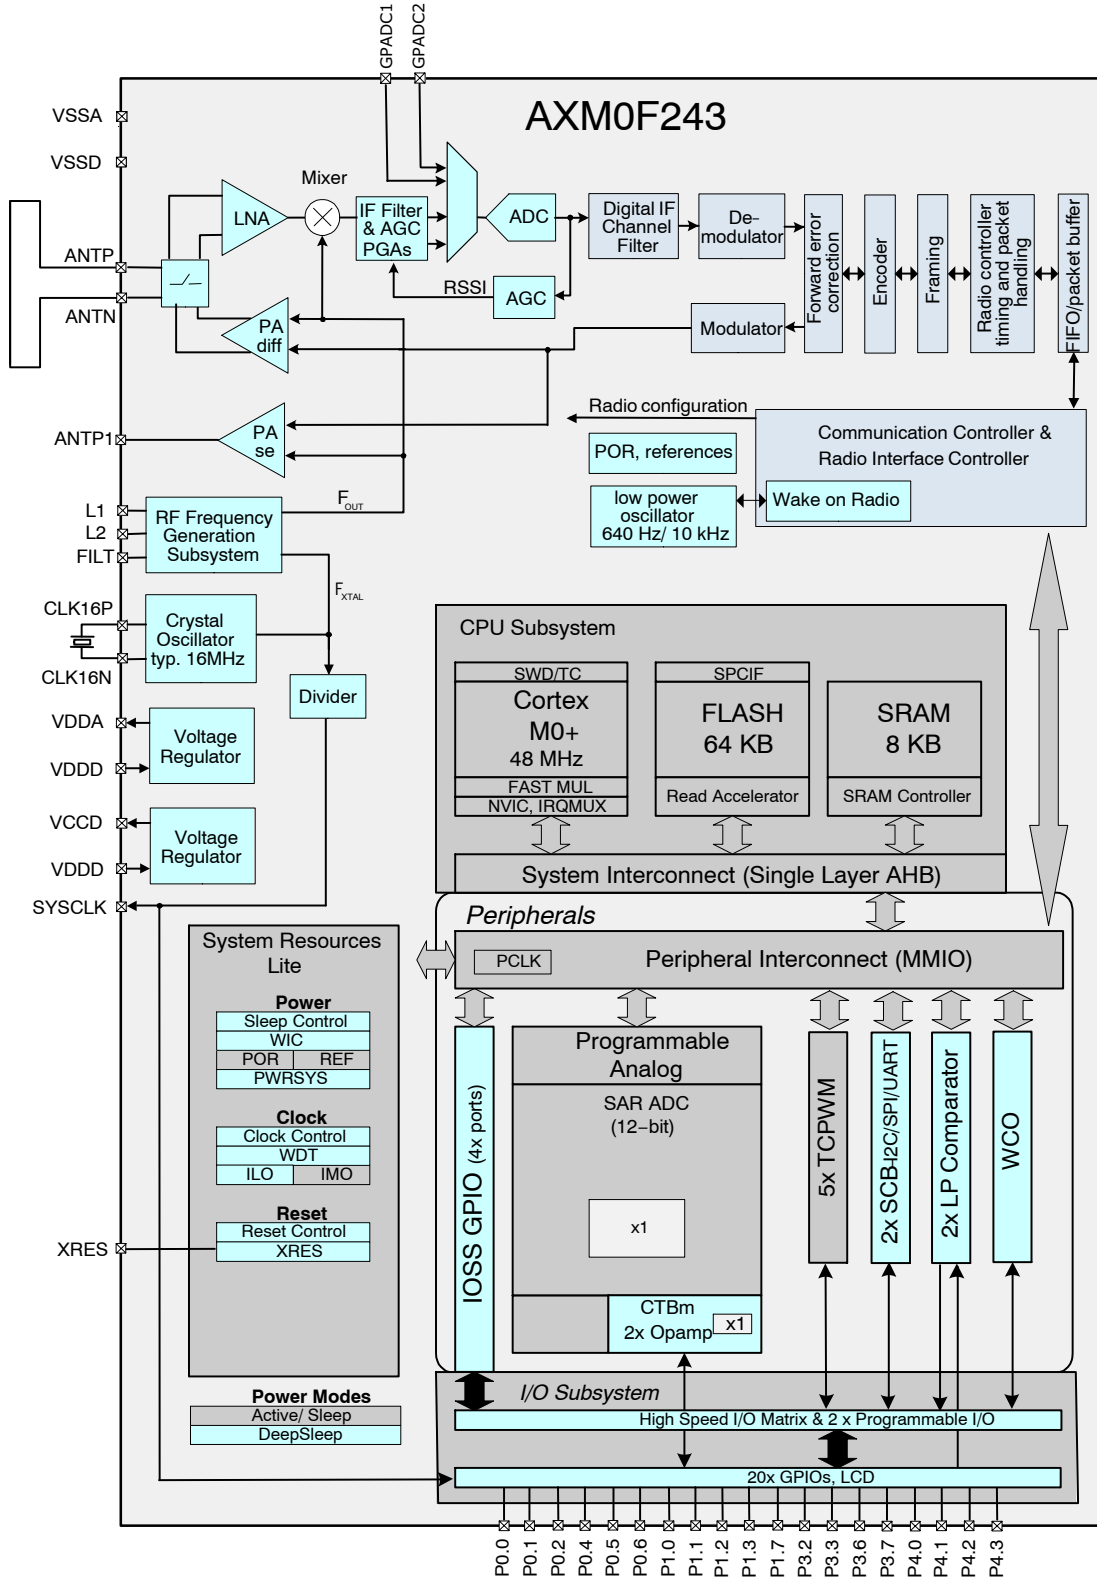 GPADC1
GPADC2
AXM0F243
VSSA
VSSD
ANTP
ANTN
Mixer
LNA
IF Filter
& AGC
PGAs
ADC
RSSI
AGC
Digital IF
Channel
Filter
De-
modulator
Modulator
Forward error
correction
Encoder
Framing
Radio controller
timing and packet
handling
FIFO/packet buffer
PA
diff
Radio configuration
Communication Controller &
Radio Interface Controller
POR, references
low power
oscillator
640 Hz/ 10 kHz
Wake on Radio
ANTP1
PA
se
L1
L2
FILT
RF Frequency
Generation
Subsystem
FOUT
FXTAL
CLK16P
CLK16N
Crystal
Oscillator
typ. 16MHz
Divider
VDDA
VDDD
Voltage
Regulator
VCCD
VDDD
Voltage
Regulator
SYSCLK
CPU Subsystem
SWD/TC
Cortex
M0+
48 MHz
FAST MUL
NVIC, IRQMUX
SPCIF
FLASH
64 KB
Read Accelerator
SRAM
8 KB
SRAM Controller
System Interconnect (Single Layer AHB)
Peripherals
PCLK
Peripheral Interconnect (MMIO)
System Resources
Lite
Power
Sleep Control
WIC
POR
REF
PWRSYS
Clock
Clock Control
WDT
ILO
IMO
Reset
Reset Control
XRES
XRES
Power Modes
Active/ Sleep
DeepSleep
IOSS GPIO (4x ports)
Programmable
Analog
SAR ADC
(12−bit)
x1
CTBm
2x Opamp
x1
5x TCPWM
2x SCB-I2C/SPI/UART
2x LP Comparator
WCO
I/O Subsystem
High Speed I/O Matrix & 2 x Programmable I/O
20x GPIOs, LCD
P0.0
P0.1
P0.2
P0.4
P0.5
P0.6
P1.0
P1.1
P1.2
P1.3
P1.7
P3.2
P3.3
P3.6
P3.7
P4.0
P4.1
P4.2
P4.3